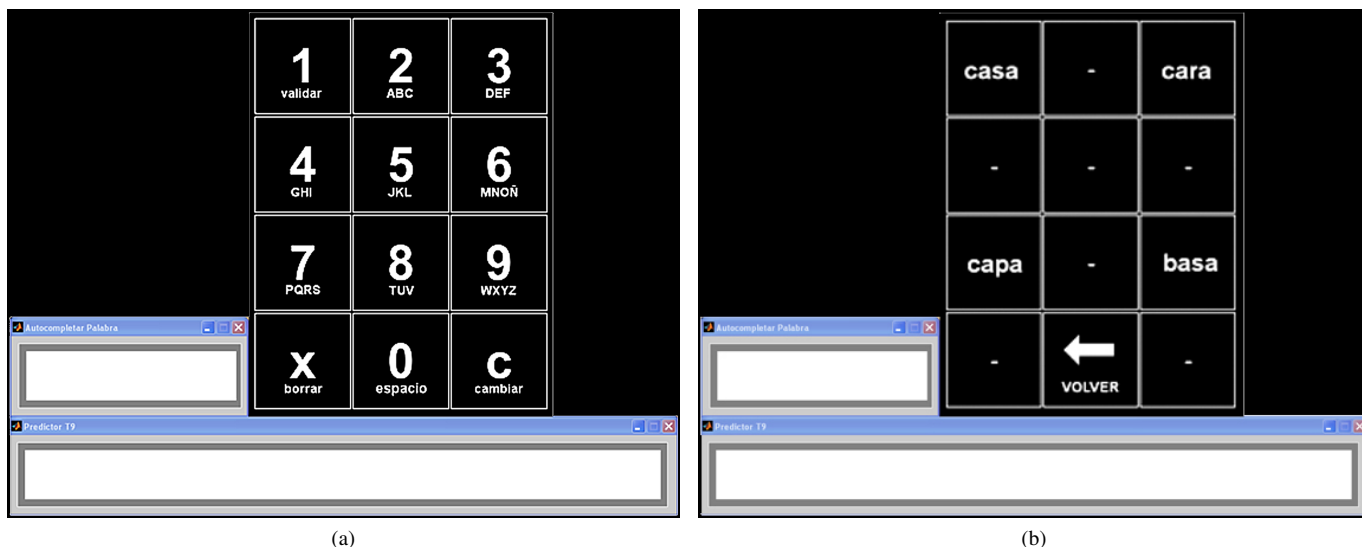 1 2 3
validar ABC DEF
4 5 6
GHI JKL MNOÑ
7 8 9
PQRS TUV WXYZ
x 0 c
borrar espacio cambiar
Autocompletar Palabra
Predictor T9
(a)
casa - cara
- - -
capa - basa
- -
VOLVER
Autocompletar Palabra
Predictor T9
(b)